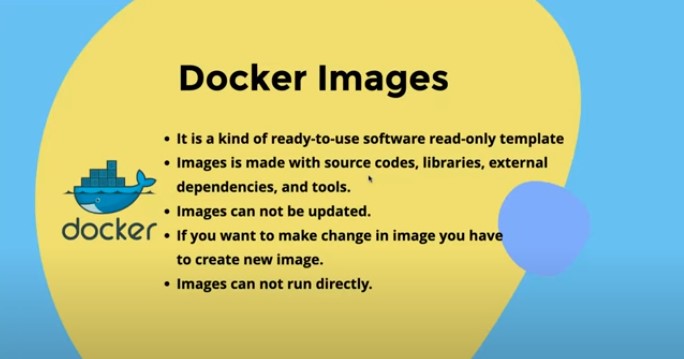 Docker Images
• It is a kind of ready-to-use software read-only template
• Images is made with source codes, libraries, external
dependencies, and tools.
• Images can not be updated.
• If you want to make change in image you have
to create new image.
• Images can not run directly.
docker